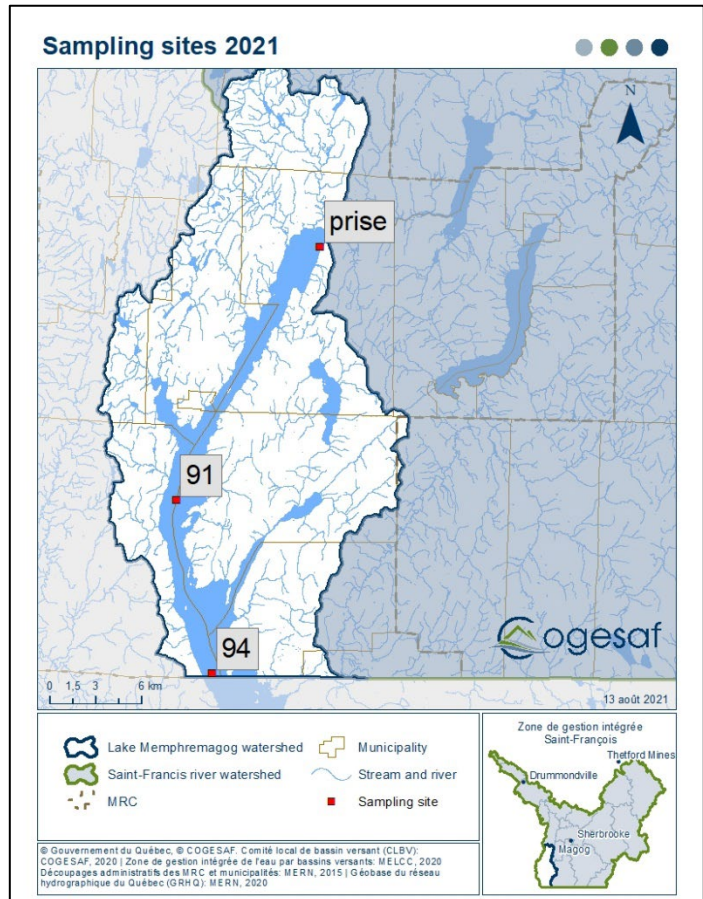 Sampling sites 2021
N
prise
91
94
Cogesaf
0 1,5 3 6 km
13 août 2021
Lake Memphremagog watershed
Municipality
Saint-Francis river watershed
Stream and river
MRC
Sampling site
© Gouvernement du Québec, © COGESAF. Comité local de bassin versant (CLBV):
COGESAF, 2020 | Zone de gestion intégrée de l'eau par bassins versants: MELCC, 2020
Découpages administratifs des MRC et municipalités: MERN, 2015 | Géobase du réseau
hydrographique du Québec (GRHQ): MERN, 2020
Zone de gestion intégrée
Saint-François
Thetford Mines
Drummondville
Sherbrooke
Magog